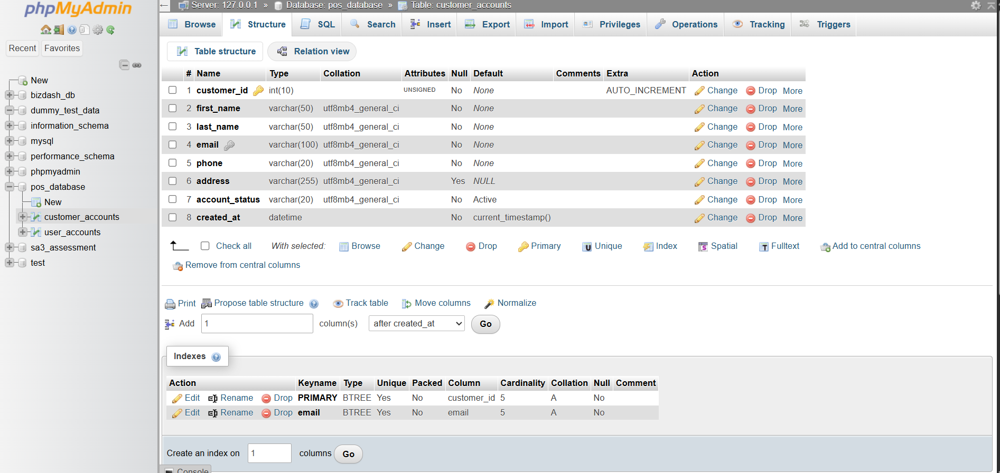 phpMyAdmin
Recent Favorites
New
bizdash_db
dummy_test_data
information_schema
mysql
performance_schema
phpmyadmin
pos_database
New
customer_accounts
user_accounts
sa3_assessment
test
Server: 127.0.0.1 » Database: pos_database » Table: customer_accounts
Browse Structure SQL Search Insert Export Import Privileges Operations Tracking Triggers
Table structure Relation view
# Name Type Collation Attributes Null Default Comments Extra Action
1 customer_id int(10) UNSIGNED No None AUTO_INCREMENT Change Drop More
2 first_name varchar(50) utf8mb4_general_ci No None Change Drop More
3 last_name varchar(50) utf8mb4_general_ci No None Change Drop More
4 email varchar(100) utf8mb4_general_ci No None Change Drop More
5 phone varchar(20) utf8mb4_general_ci No None Change Drop More
6 address varchar(255) utf8mb4_general_ci Yes NULL Change Drop More
7 account_status varchar(20) utf8mb4_general_ci No Active Change Drop More
8 created_at datetime No current_timestamp() Change Drop More
Check all With selected: Browse Change Drop Primary Unique Index Spatial Fulltext Add to central columns
Remove from central columns
Print Propose table structure Track table Move columns Normalize
Add 1 column(s) after created_at Go
Indexes
Action Keyname Type Unique Packed Column Cardinality Collation Null Comment
Edit Rename Drop PRIMARY BTREE Yes No customer_id 5 A No
Edit Rename Drop email BTREE Yes No email 5 A No
Create an index on 1 columns Go
Console